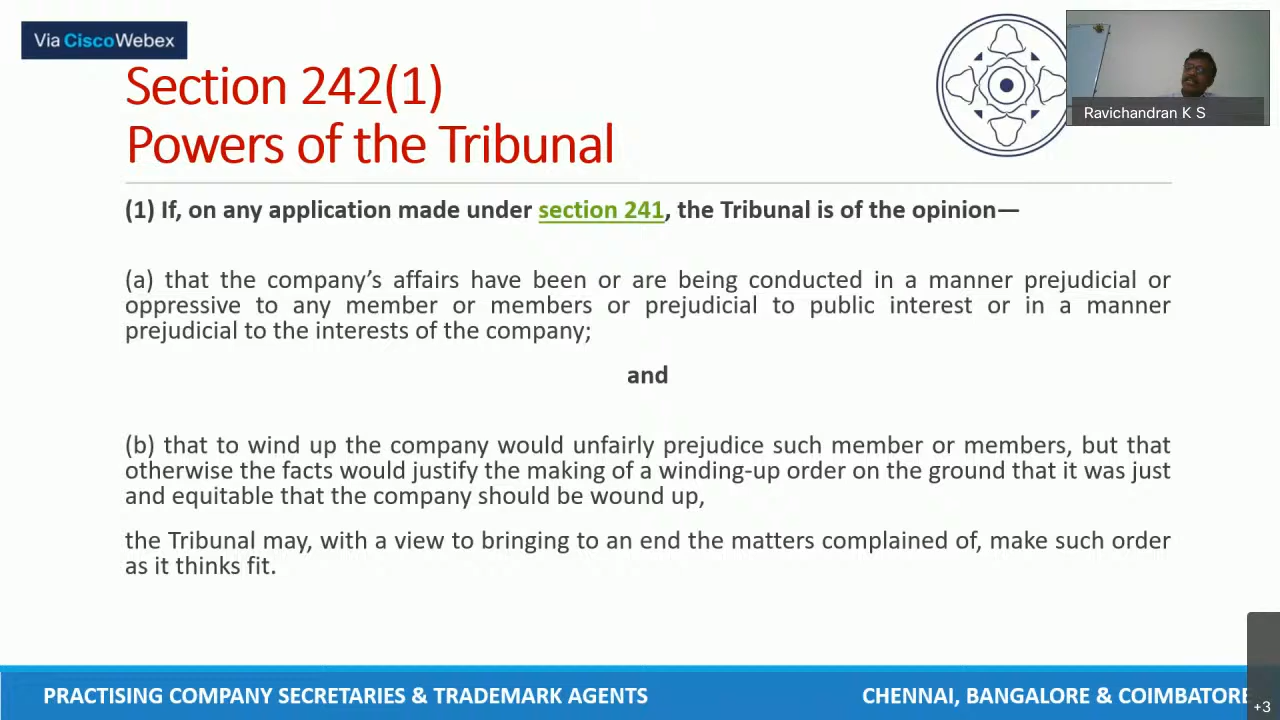 Via Cisco Webex
Section 242(1)
Powers of the Tribunal
Ravichandran K S
(1) If, on any application made under section 241, the Tribunal is of the opinion—
(a) that the company’s affairs have been or are being conducted in a manner prejudicial or
oppressive to any member or members or prejudicial to public interest or in a manner
prejudicial to the interests of the company;
and
(b) that to wind up the company would unfairly prejudice such member or members, but that
otherwise the facts would justify the making of a winding-up order on the ground that it was just
and equitable that the company should be wound up,
the Tribunal may, with a view to bringing to an end the matters complained of, make such order
as it thinks fit.
PRACTISING COMPANY SECRETARIES & TRADEMARK AGENTS
CHENNAI, BANGALORE & COIMBATORE
+3